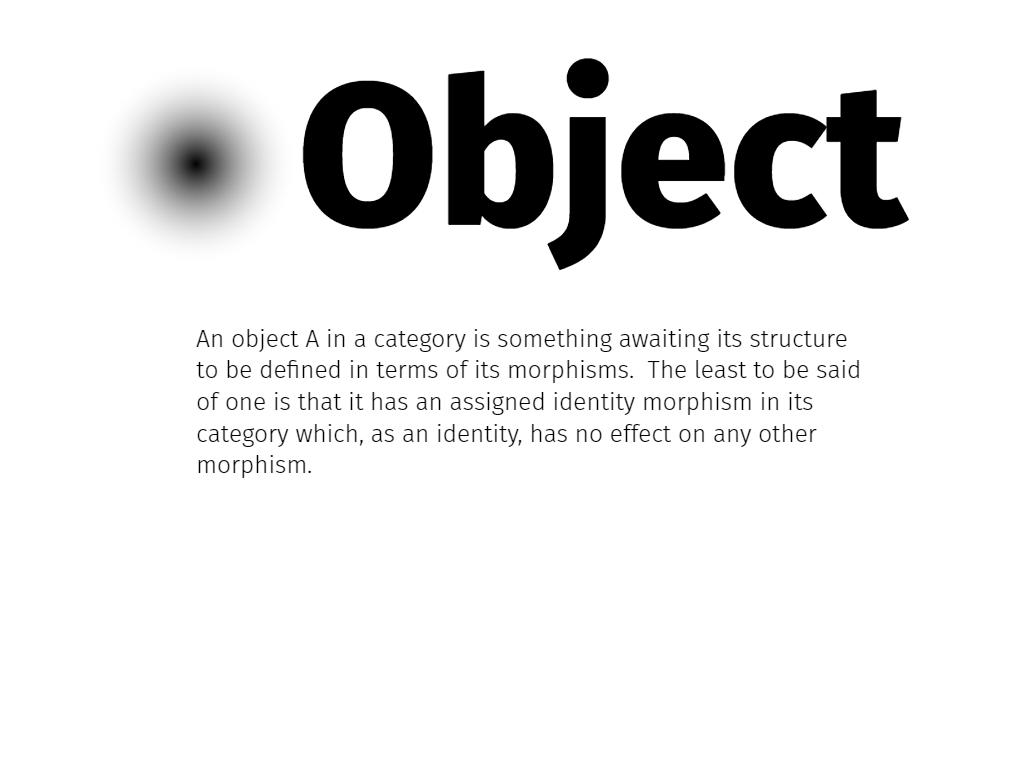 Object
An object A in a category is something awaiting its structure
to be defined in terms of its morphisms.  The least to be said
of one is that it has an assigned identity morphism in its
category which, as an identity, has no effect on any other
morphism.